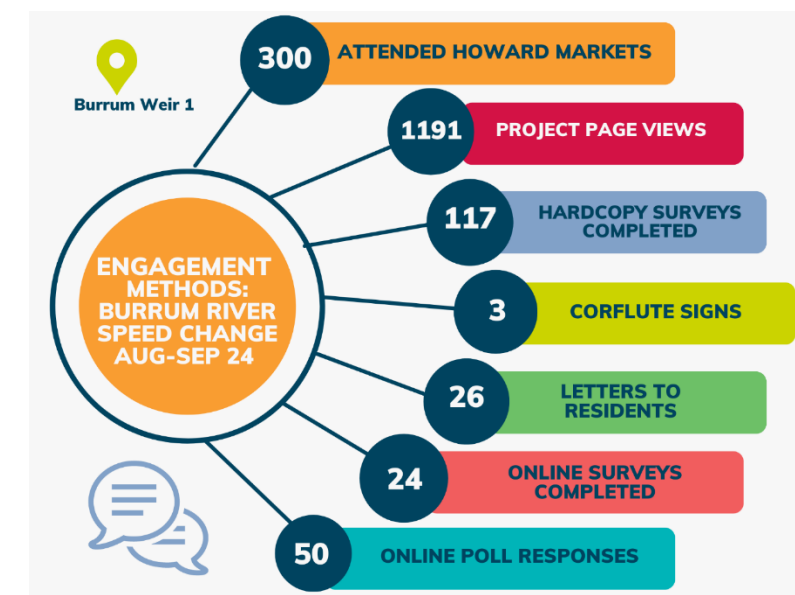 300
ATTENDED HOWARD MARKETS
Burrum Weir 1
1191
PROJECT PAGE VIEWS
117
HARDCOPY SURVEYS
COMPLETED
ENGAGEMENT
METHODS:
BURRUM RIVER
SPEED CHANGE
AUG-SEP 24
3
CORFLUTE SIGNS
26
LETTERS TO
RESIDENTS
24
ONLINE SURVEYS
COMPLETED
50
ONLINE POLL RESPONSES